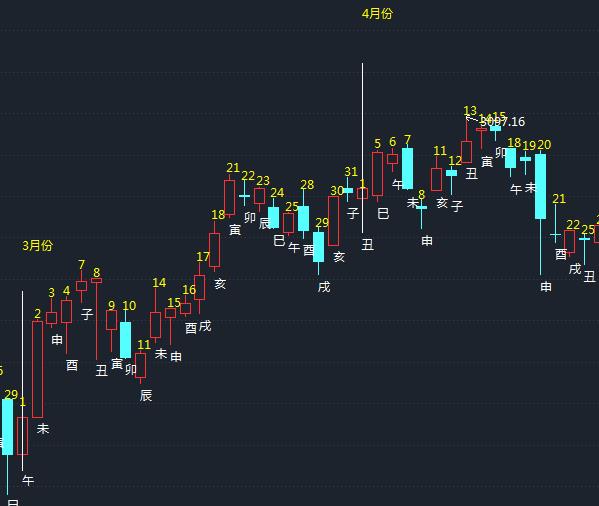 4月份
3月份
29
1
午
2
未
3
申
4
酉
7
子
8
丑
9
寅
10
卯
11
辰
14
未
15
申
16
酉
17
戌
18
亥
21
寅
22
卯
23
辰
24
巳
25
午
28
酉
29
戌
30
亥
31
子
1
丑
5
巳
6
午
7
未
8
申
11
亥
12
子
13
丑
3097.16
14
寅
15
卯
18
午
19
未
20
申
21
酉
22
戌
25
丑